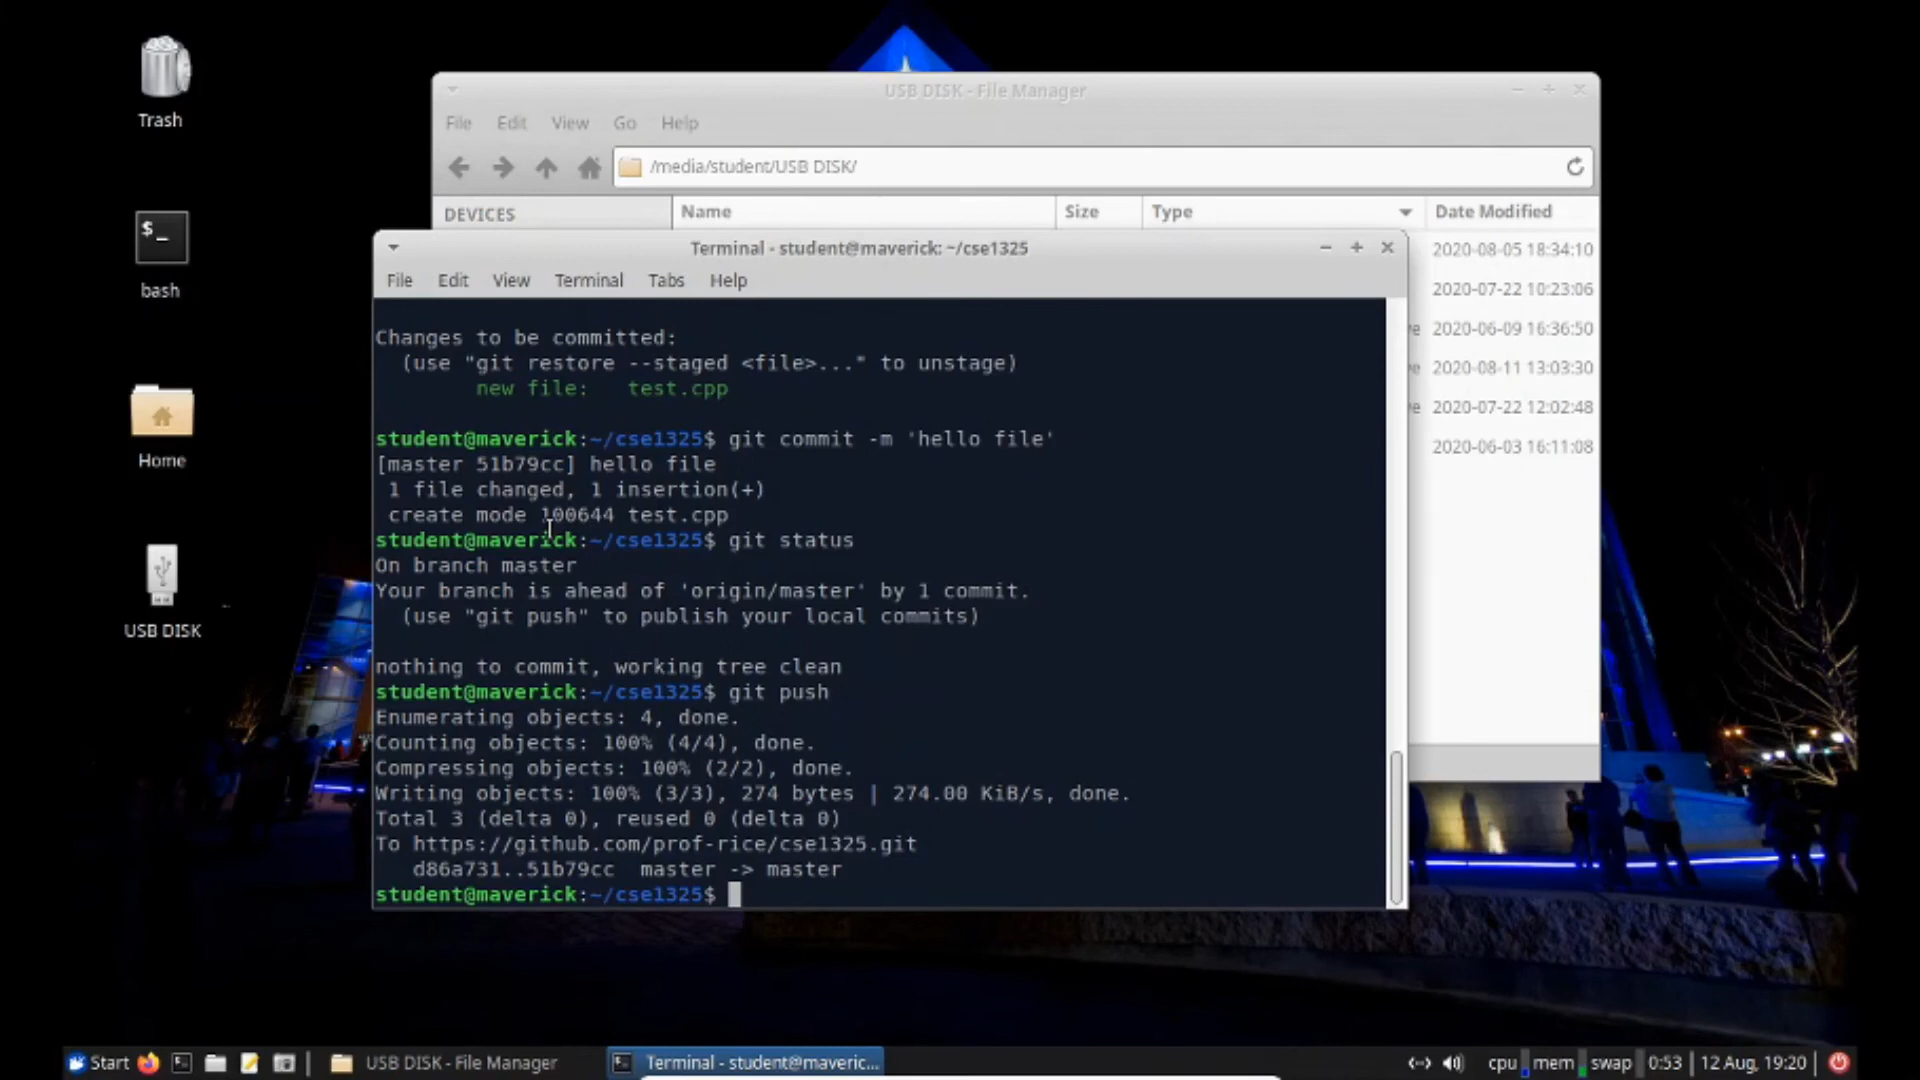 Trash
bash
Home
USB DISK
USB DISK - File Manager
File Edit View Go Help
/media/student/USB DISK/
DEVICES Name Size Type Date Modified
2020-08-05 18:34:10
2020-07-22 10:23:06
2020-06-09 16:36:50
2020-08-11 13:03:30
2020-07-22 12:02:48
2020-06-03 16:11:08
Terminal - student@maverick: ~/cse1325
File Edit View Terminal Tabs Help
Changes to be committed:
(use "git restore --staged <file>..." to unstage)
new file: test.cpp
student@maverick:~/cse1325$ git commit -m 'hello file'
[master 51b79cc] hello file
1 file changed, 1 insertion(+)
create mode 100644 test.cpp
student@maverick:~/cse1325$ git status
On branch master
Your branch is ahead of 'origin/master' by 1 commit.
(use "git push" to publish your local commits)
nothing to commit, working tree clean
student@maverick:~/cse1325$ git push
Enumerating objects: 4, done.
Counting objects: 100% (4/4), done.
Compressing objects: 100% (2/2), done.
Writing objects: 100% (3/3), 274 bytes | 274.00 KiB/s, done.
Total 3 (delta 0), reused 0 (delta 0)
To https://github.com/prof-rice/cse1325.git
d86a731..51b79cc master -> master
student@maverick:~/cse1325$
Start USB DISK - File Manager Terminal - student@maveric... cpu mem swap 0:53 12 Aug, 19:20